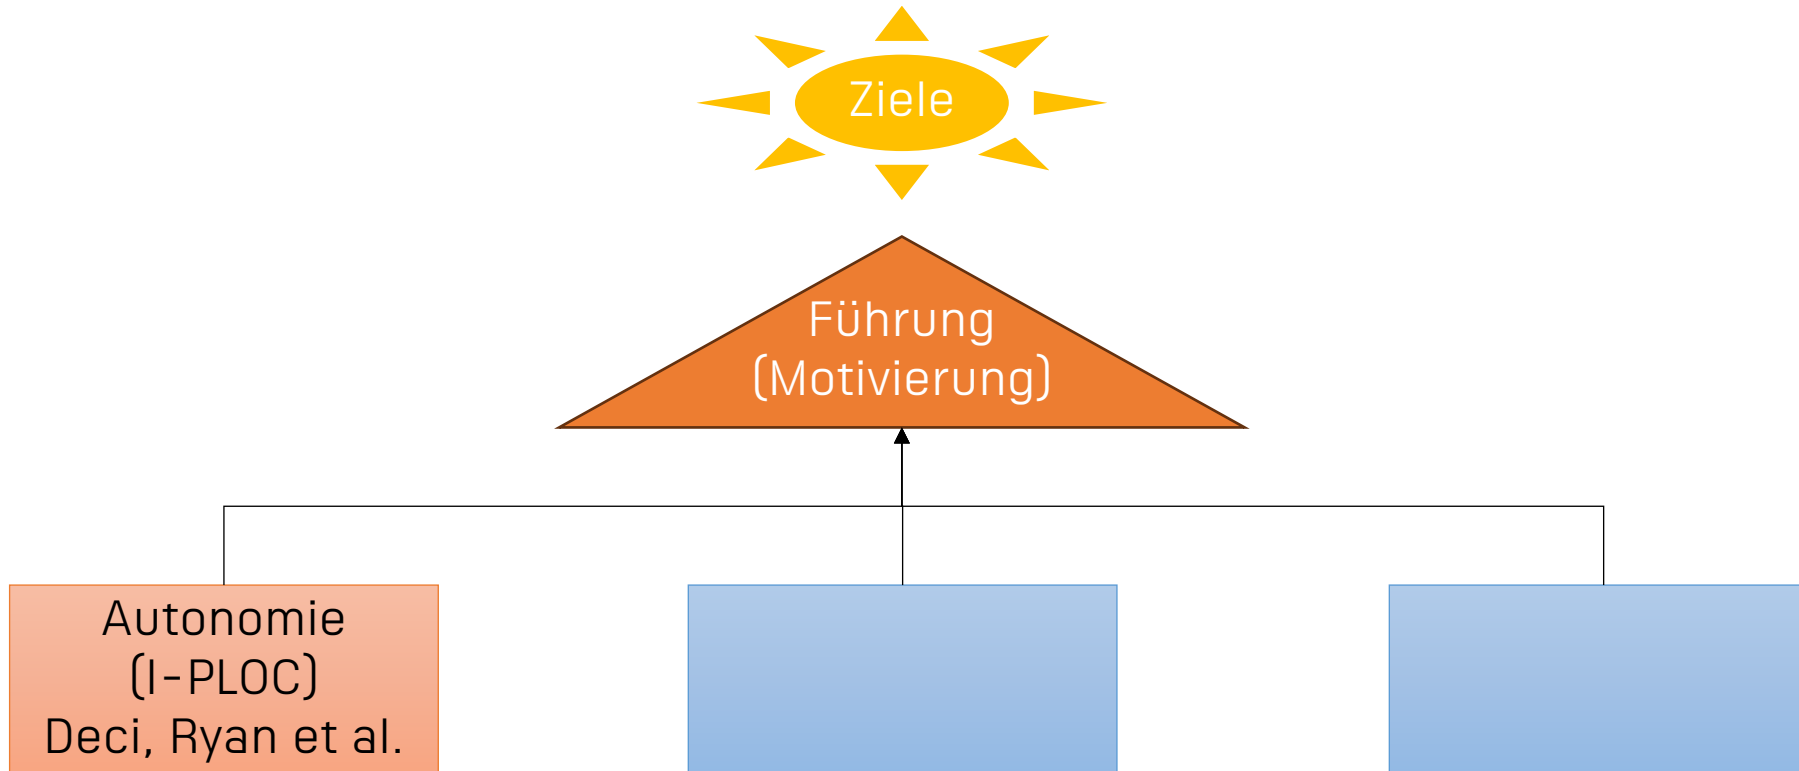 Ziele
Führung
(Motivierung)
Autonomie
(I-PLOC)
Deci, Ryan et al.